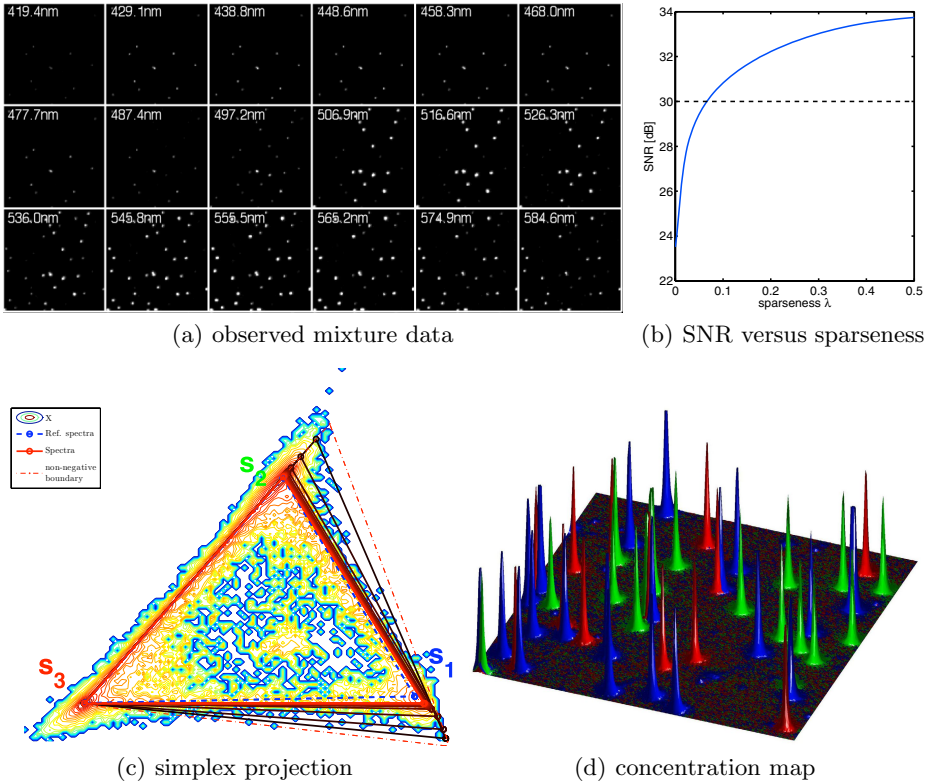 419.4nm 429.1nm 438.8nm 448.6nm 458.3nm 468.0nm
477.7nm 487.4nm 497.2nm 506.9nm 516.6nm 526.3nm
536.0nm 545.8nm 555.5nm 565.2nm 574.9nm 584.6nm
(a) observed mixture data
34
32
30
28
26
24
22
SNR [dB]
0 0.1 0.2 0.3 0.4 0.5
sparseness λ
(b) SNR versus sparseness
X
Ref. spectra
Spectra
non-negative
boundary
S2
S3
S1
(c) simplex projection
(d) concentration map